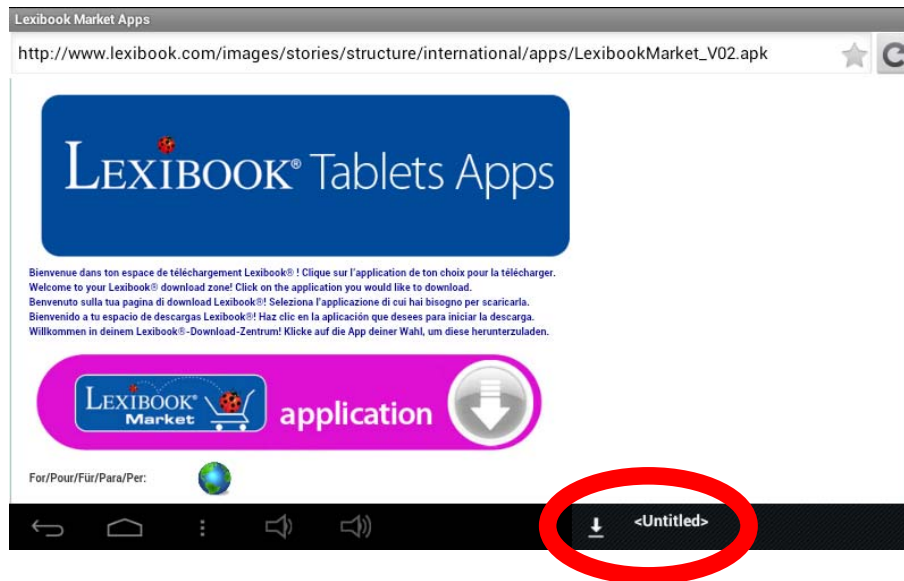 Lexibook Market Apps
http://www.lexibook.com/images/stories/structure/international/apps/LexibookMarket_V02.apk
LEXIBOOK® Tablets Apps
Bienvenue dans ton espace de téléchargement Lexibook® ! Clique sur l'application de ton choix pour la télécharger.
Welcome to your Lexibook® download zone! Click on the application you would like to download.
Benvenuto sulla tua pagina di download Lexibook®! Seleziona l'applicazione di cui hai bisogno per scaricarla.
Bienvenido a tu espacio de descargas Lexibook®! Haz clic en la aplicación que desees para iniciar la descarga.
Willkommen in deinem Lexibook®-Download-Zentrum! Klicke auf die App deiner Wahl, um diese herunterzuladen.
LEXIBOOK®
Market
application
For/Pour/Für/Para/Per:
<Untitled>